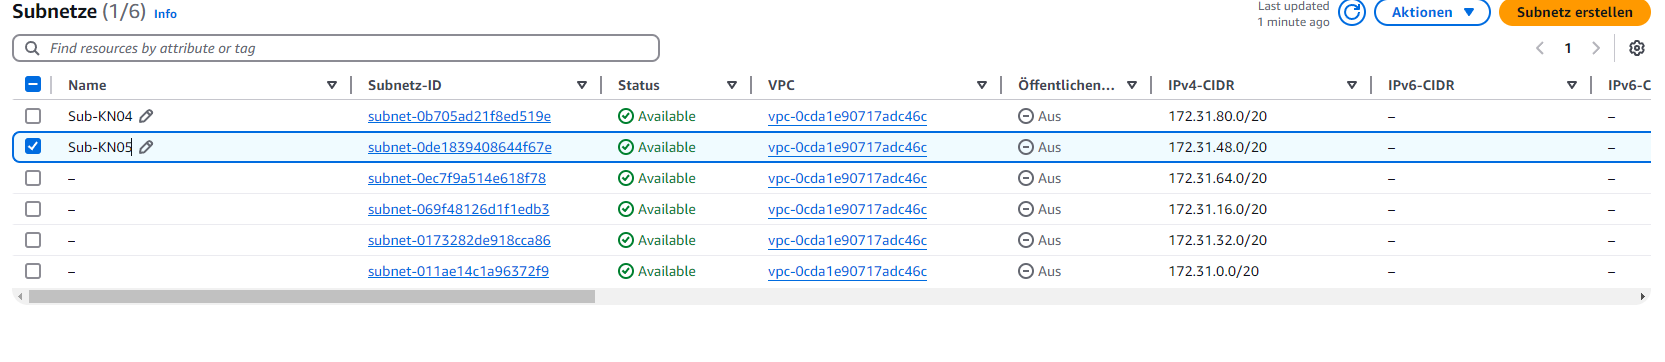 Subnetze (1/6) Info
Last updated
1 minute ago
Aktionen
Subnetz erstellen
Find resources by attribute or tag
1
Name Subnetz-ID Status VPC Öffentlichen... IPv4-CIDR IPv6-CIDR IPv6-C
Sub-KN04 subnet-0b705ad21f8ed519e Available vpc-0cda1e90717adc46c Aus 172.31.80.0/20 – –
Sub-KN05 subnet-0de1839408644f67e Available vpc-0cda1e90717adc46c Aus 172.31.48.0/20 – –
– subnet-0ec7f9a514e618f78 Available vpc-0cda1e90717adc46c Aus 172.31.64.0/20 – –
– subnet-069f48126d1f1edb3 Available vpc-0cda1e90717adc46c Aus 172.31.16.0/20 – –
– subnet-0173282de918cca86 Available vpc-0cda1e90717adc46c Aus 172.31.32.0/20 – –
– subnet-011ae14c1a96372f9 Available vpc-0cda1e90717adc46c Aus 172.31.0.0/20 – –